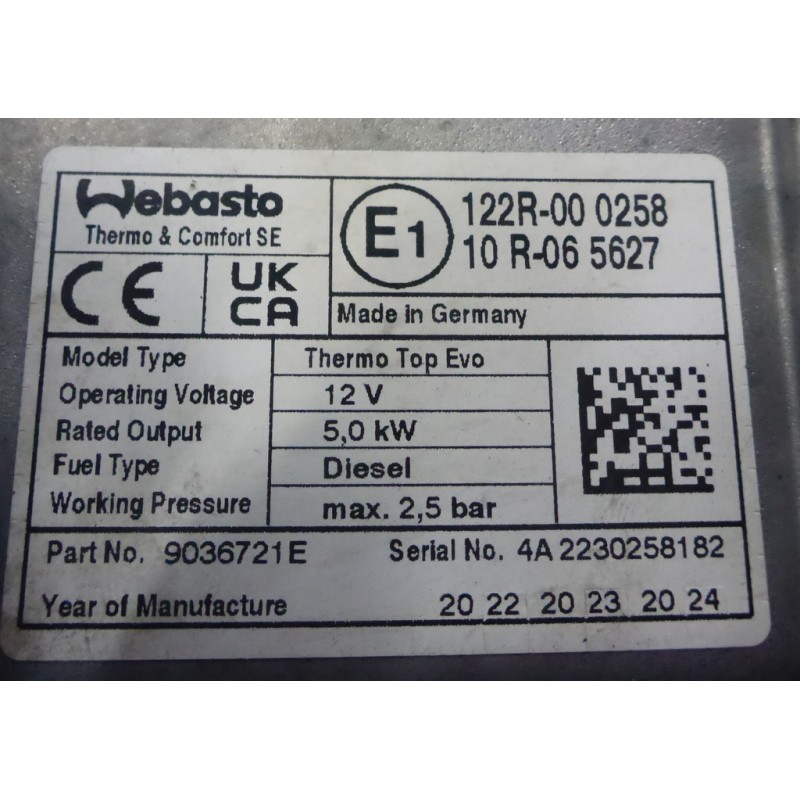 Webasto
Thermo & Comfort SE
CE
UK
CA
E1
122R-00 0258
10 R-06 5627
Made in Germany
Model Type Thermo Top Evo
Operating Voltage 12 V
Rated Output 5,0 kW
Fuel Type Diesel
Working Pressure max. 2,5 bar
Part No. 9036721E Serial No. 4A 2230258182
Year of Manufacture 20 22 20 23 20 24